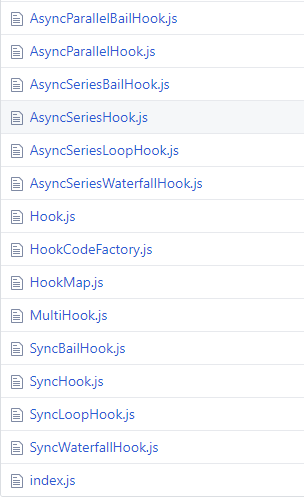 AsyncParallelBailHook.js
AsyncParallelHook.js
AsyncSeriesBailHook.js
AsyncSeriesHook.js
AsyncSeriesLoopHook.js
AsyncSeriesWaterfallHook.js
Hook.js
HookCodeFactory.js
HookMap.js
MultiHook.js
SyncBailHook.js
SyncHook.js
SyncLoopHook.js
SyncWaterfallHook.js
index.js